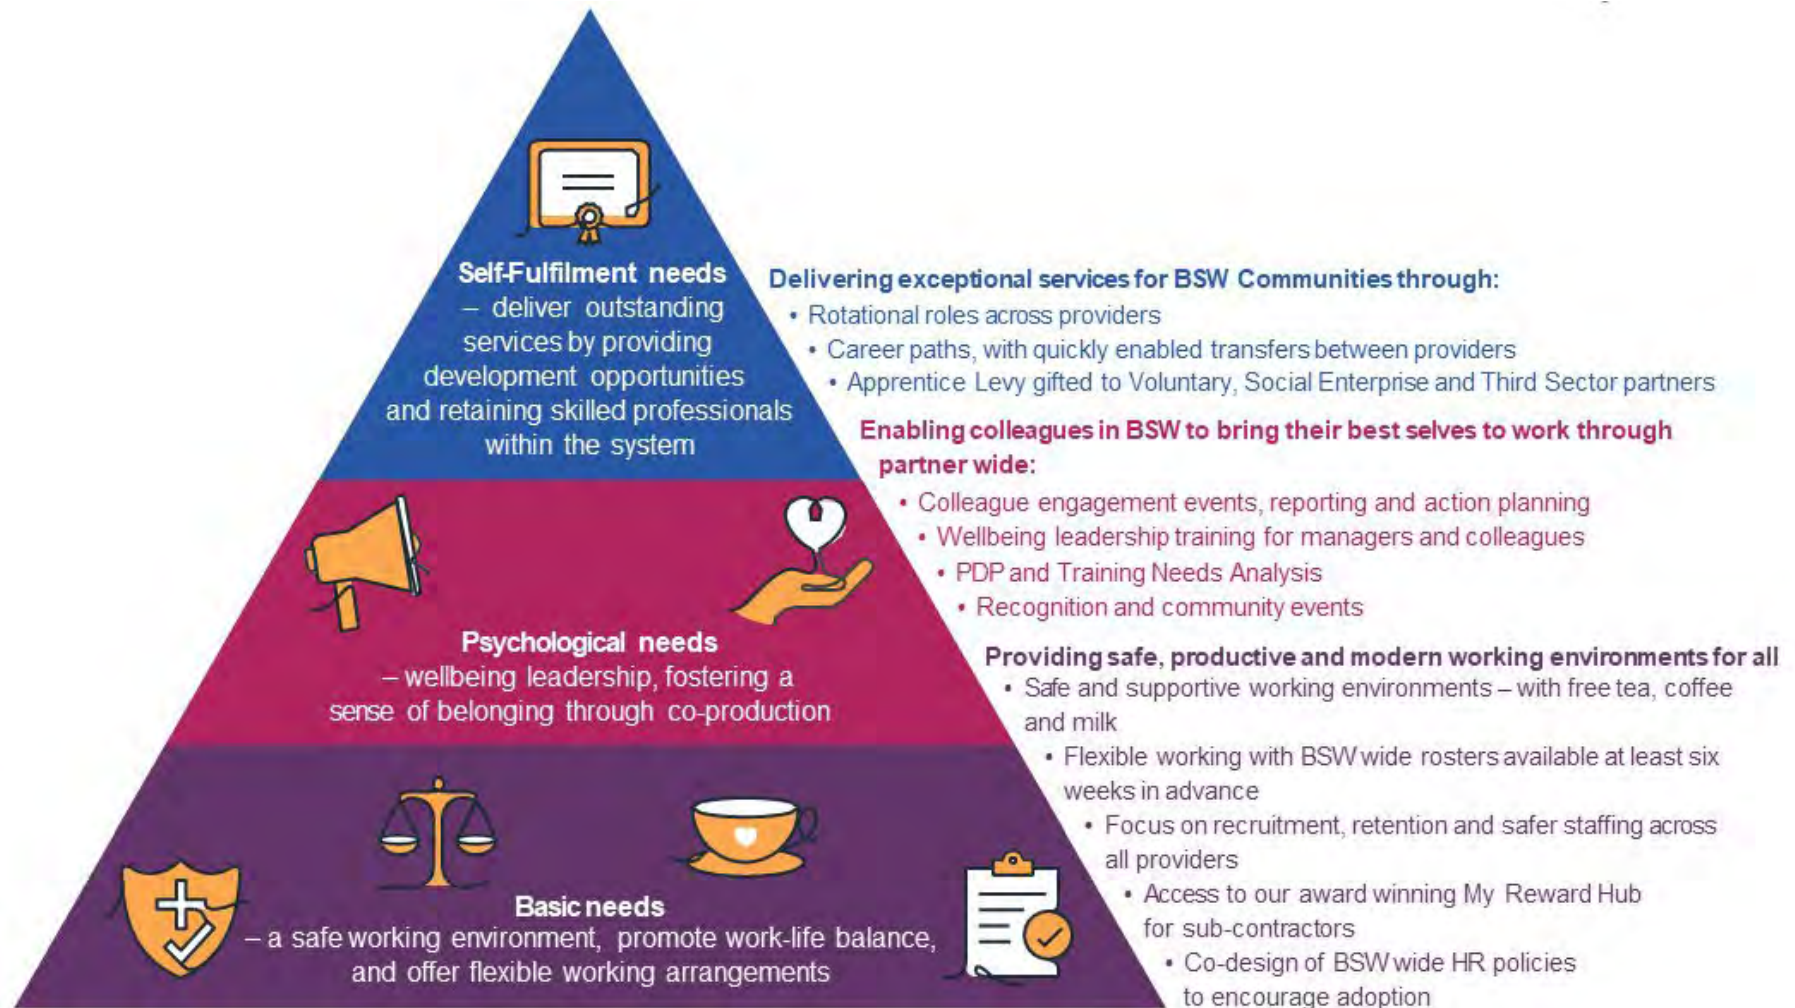 Self-Fulfilment needs
– deliver outstanding
services by providing
development opportunities
and retaining skilled professionals
within the system
Delivering exceptional services for BSW Communities through:
• Rotational roles across providers
• Career paths, with quickly enabled transfers between providers
• Apprentice Levy gifted to Voluntary, Social Enterprise and Third Sector partners
Psychological needs
– wellbeing leadership, fostering a
sense of belonging through co-production
Enabling colleagues in BSW to bring their best selves to work through
partner wide:
• Colleague engagement events, reporting and action planning
• Wellbeing leadership training for managers and colleagues
• PDP and Training Needs Analysis
• Recognition and community events
Basic needs
– a safe working environment, promote work-life balance,
and offer flexible working arrangements
Providing safe, productive and modern working environments for all
• Safe and supportive working environments – with free tea, coffee
and milk
• Flexible working with BSW wide rosters available at least six
weeks in advance
• Focus on recruitment, retention and safer staffing across
all providers
• Access to our award winning My Reward Hub
for sub-contractors
• Co-design of BSW wide HR policies
to encourage adoption